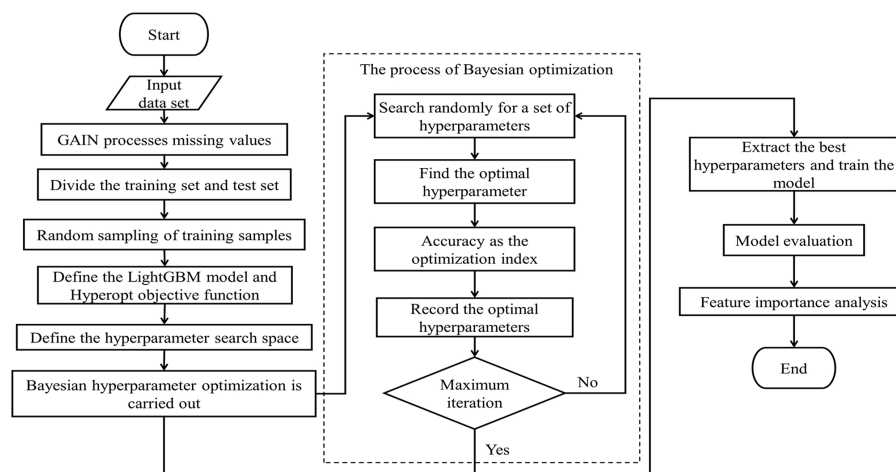 Start
Input
data set
GAIN processes missing values
Divide the training set and test set
Random sampling of training samples
Define the LightGBM model and
Hyperopt objective function
Define the hyperparameter search space
Bayesian hyperparameter optimization is
carried out
The process of Bayesian optimization
Search randomly for a set of
hyperparameters
Find the optimal
hyperparameter
Accuracy as the
optimization index
Record the optimal
hyperparameters
Maximum
iteration
No
Yes
Extract the best
hyperparameters and train the
model
Model evaluation
Feature importance analysis
End